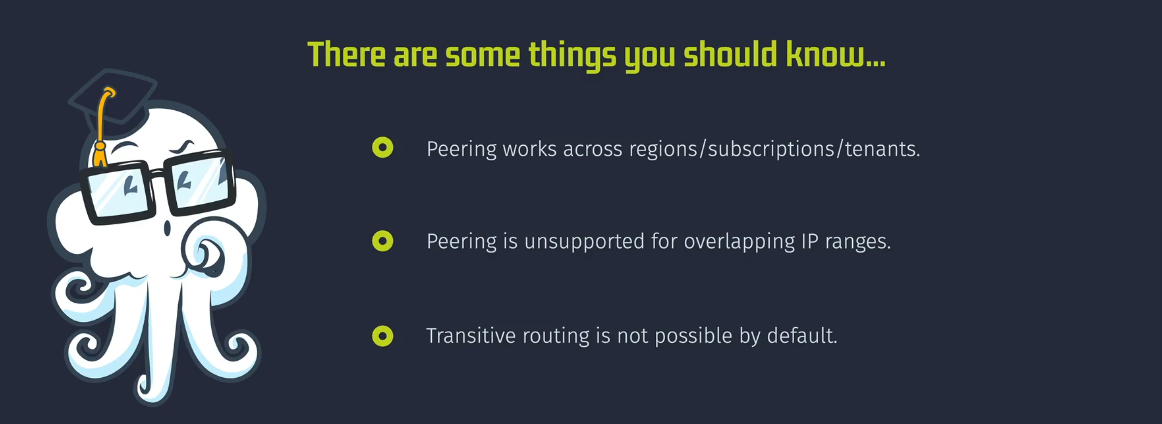 There are some things you should know...
Peering works across regions/subscriptions/tenants.
Peering is unsupported for overlapping IP ranges.
Transitive routing is not possible by default.